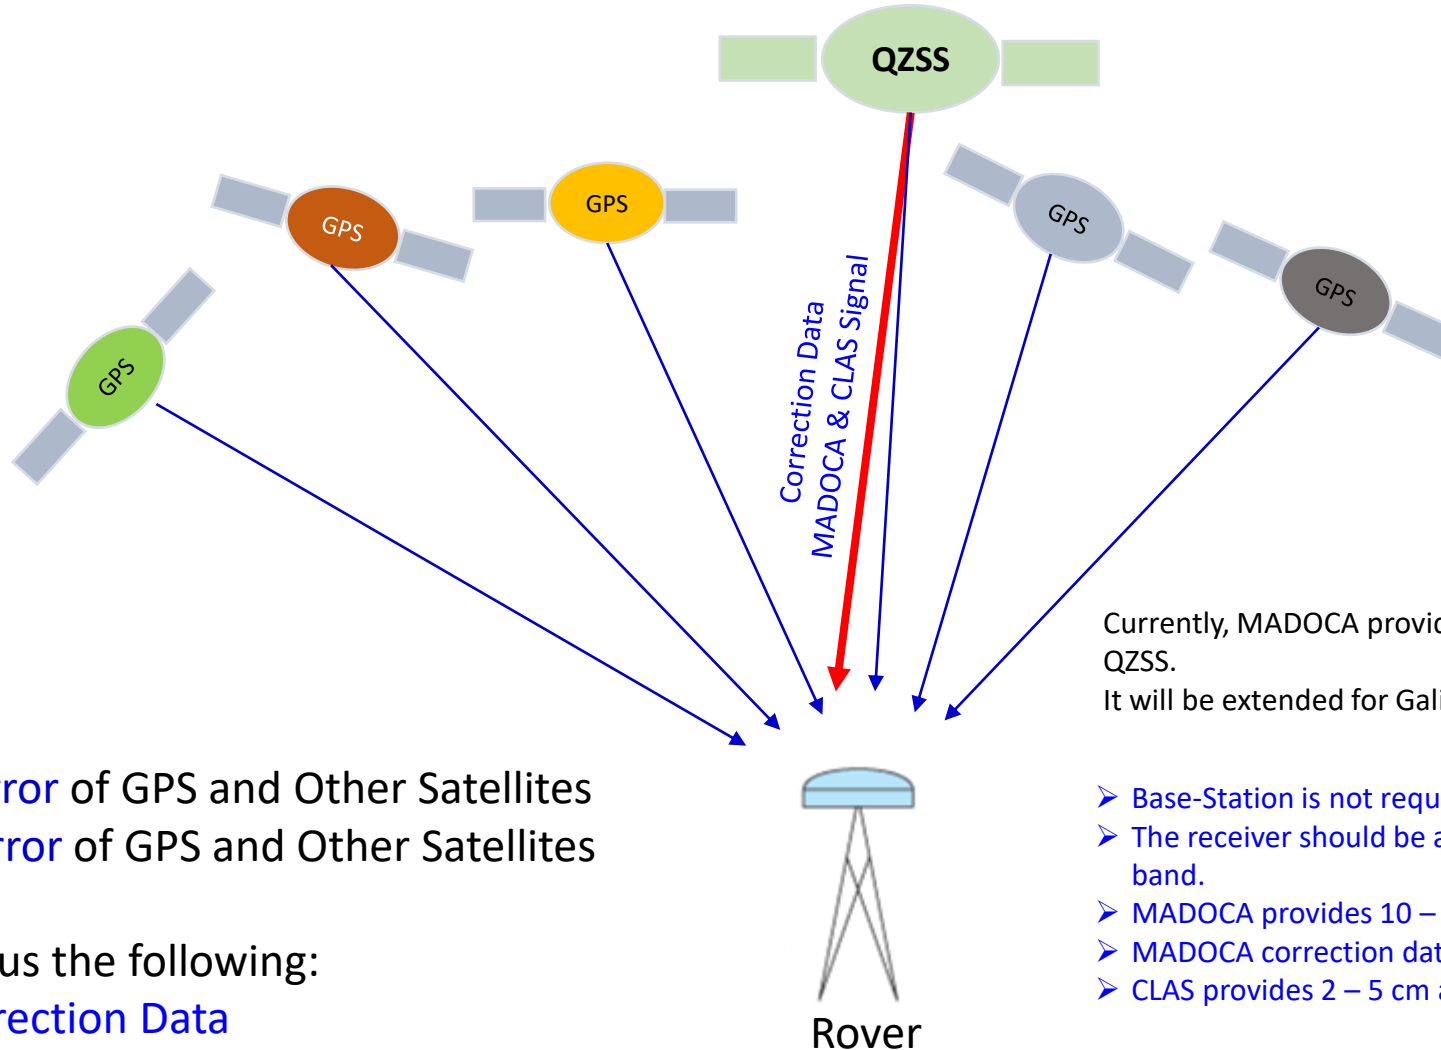 QZSS
GPS
GPS
GPS
GPS
GPS
Correction Data
MADOCA & CLAS Signal
Currently, MADOCA provid
QZSS.
It will be extended for Gali
ror of GPS and Other Satellites
rror of GPS and Other Satellites
us the following:
rection Data
➢ Base-Station is not requ
➢ The receiver should be a
band.
➢ MADOCA provides 10 –
➢ MADOCA correction dat
➢ CLAS provides 2 – 5 cm a
Rover